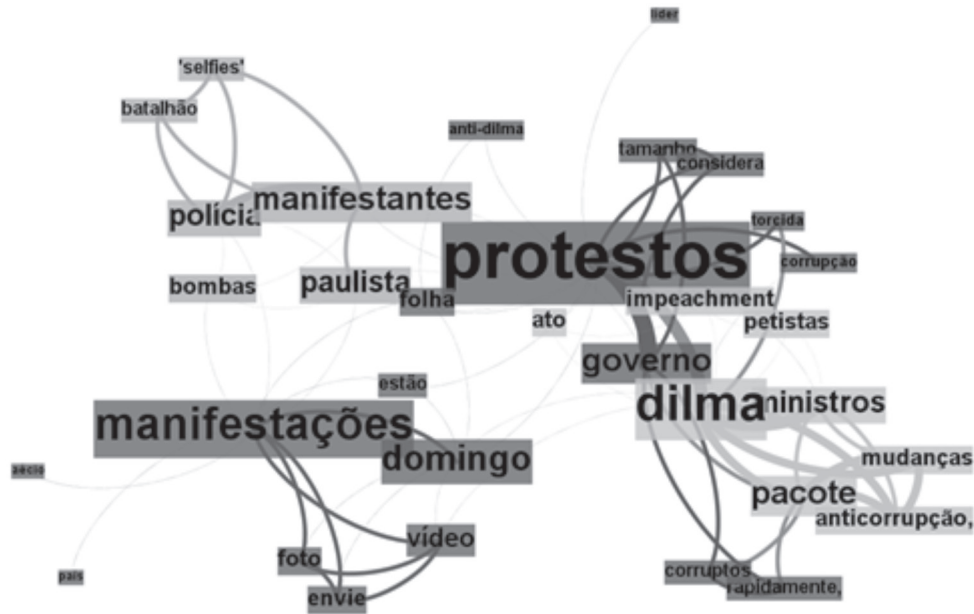 líder
'selfies'
batalhão
anti-dilma
tamanho
considera
manifestantes
polícia
torcida
protestos
corrupção
bombas
paulista
folha
impeachment
ato
petistas
governo
estão
dilma
ministros
manifestações
domingo
mudanças
aécio
pacote
anticorrupção,
vídeo
foto
corruptos
país
rapidamente,
envie